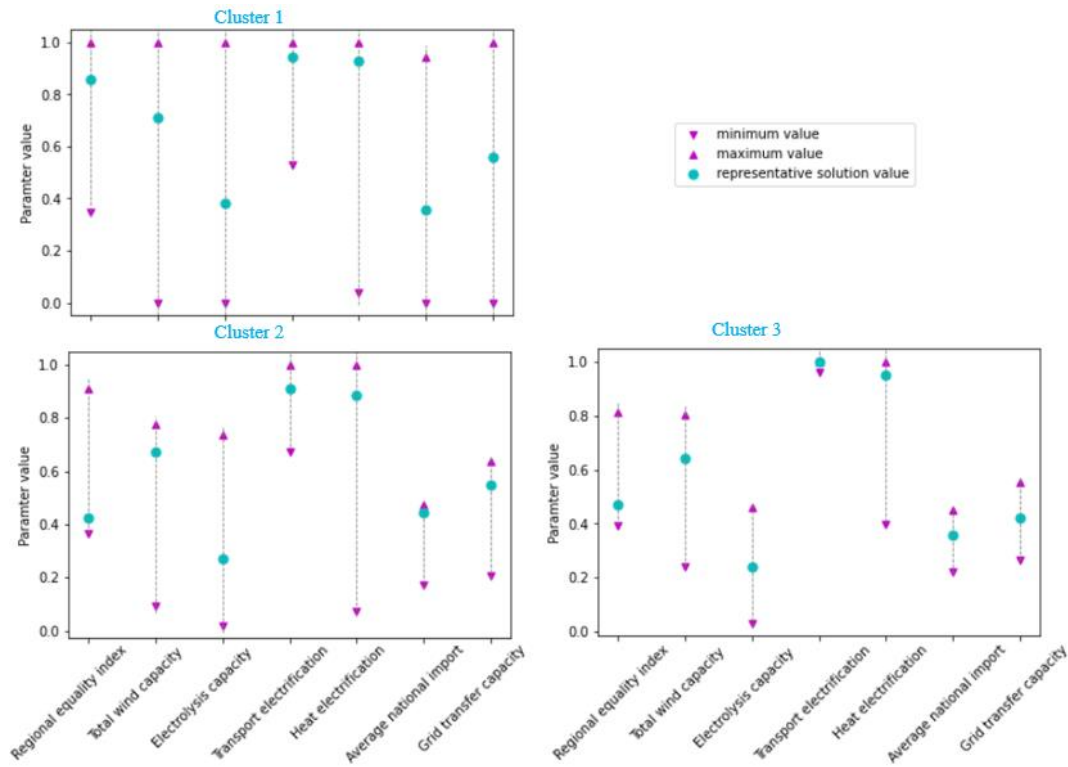 Cluster 1
1.0
0.8
0.6
0.4
0.2
0.0
Paramter value
minimum value
maximum value
representative solution value
Cluster 2
1.0
0.8
0.6
0.4
0.2
0.0
Paramter value
Regional equality index
Total wind capacity
Electrolysis capacity
Transport electrification
Heat electrification
Average national import
Grid transfer capacity
Cluster 3
1.0
0.8
0.6
0.4
0.2
0.0
Paramter value
Regional equality index
Total wind capacity
Electrolysis capacity
Transport electrification
Heat electrification
Average national import
Grid transfer capacity